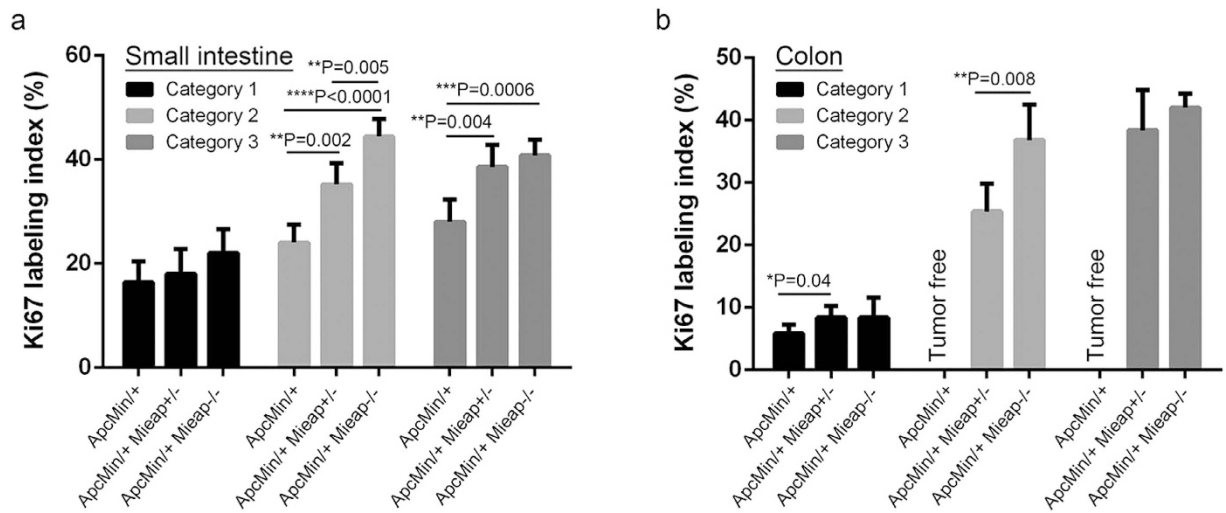 a
Small intestine
Category 1
Category 2
Category 3
Ki67 labeling index (%)
60
40
20
0
**P=0.005
****P<0.0001
**P=0.002
***P=0.0006
**P=0.004
ApcMin/+
ApcMin/+ Mieap+/-
ApcMin/+ Mieap-/-
ApcMin/+
ApcMin/+ Mieap+/-
ApcMin/+ Mieap-/-
ApcMin/+
ApcMin/+ Mieap+/-
ApcMin/+ Mieap-/-
b
Colon
Category 1
Category 2
Category 3
Ki67 labeling index (%)
50
40
30
20
10
0
**P=0.008
*P=0.04
Tumor free
Tumor free
ApcMin/+
ApcMin/+ Mieap+/-
ApcMin/+ Mieap-/-
ApcMin/+
ApcMin/+ Mieap+/-
ApcMin/+ Mieap-/-
ApcMin/+
ApcMin/+ Mieap+/-
ApcMin/+ Mieap-/-